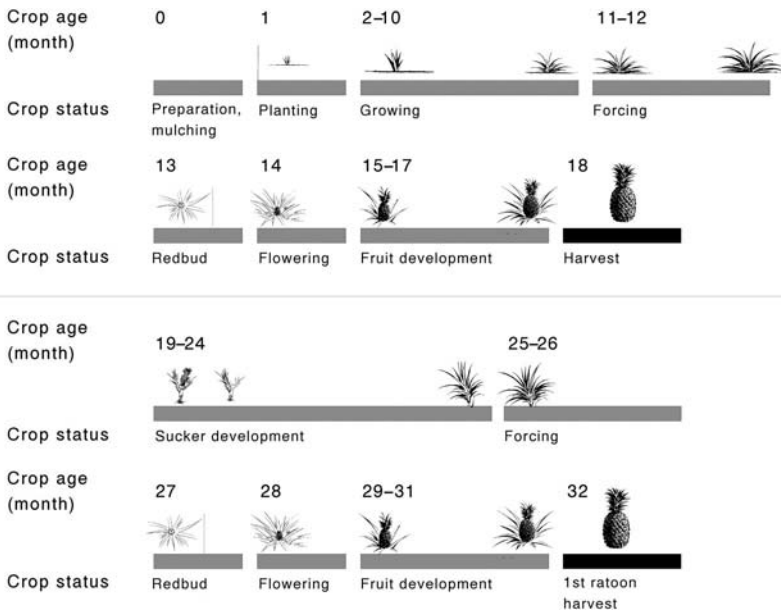 Crop age (month) 0 1 2–10 11–12
Crop status Preparation, mulching Planting Growing Forcing
Crop age (month) 13 14 15–17 18
Crop status Redbud Flowering Fruit development Harvest
Crop age (month) 19–24 25–26
Crop status Sucker development Forcing
Crop age (month) 27 28 29–31 32
Crop status Redbud Flowering Fruit development 1st ratoon harvest